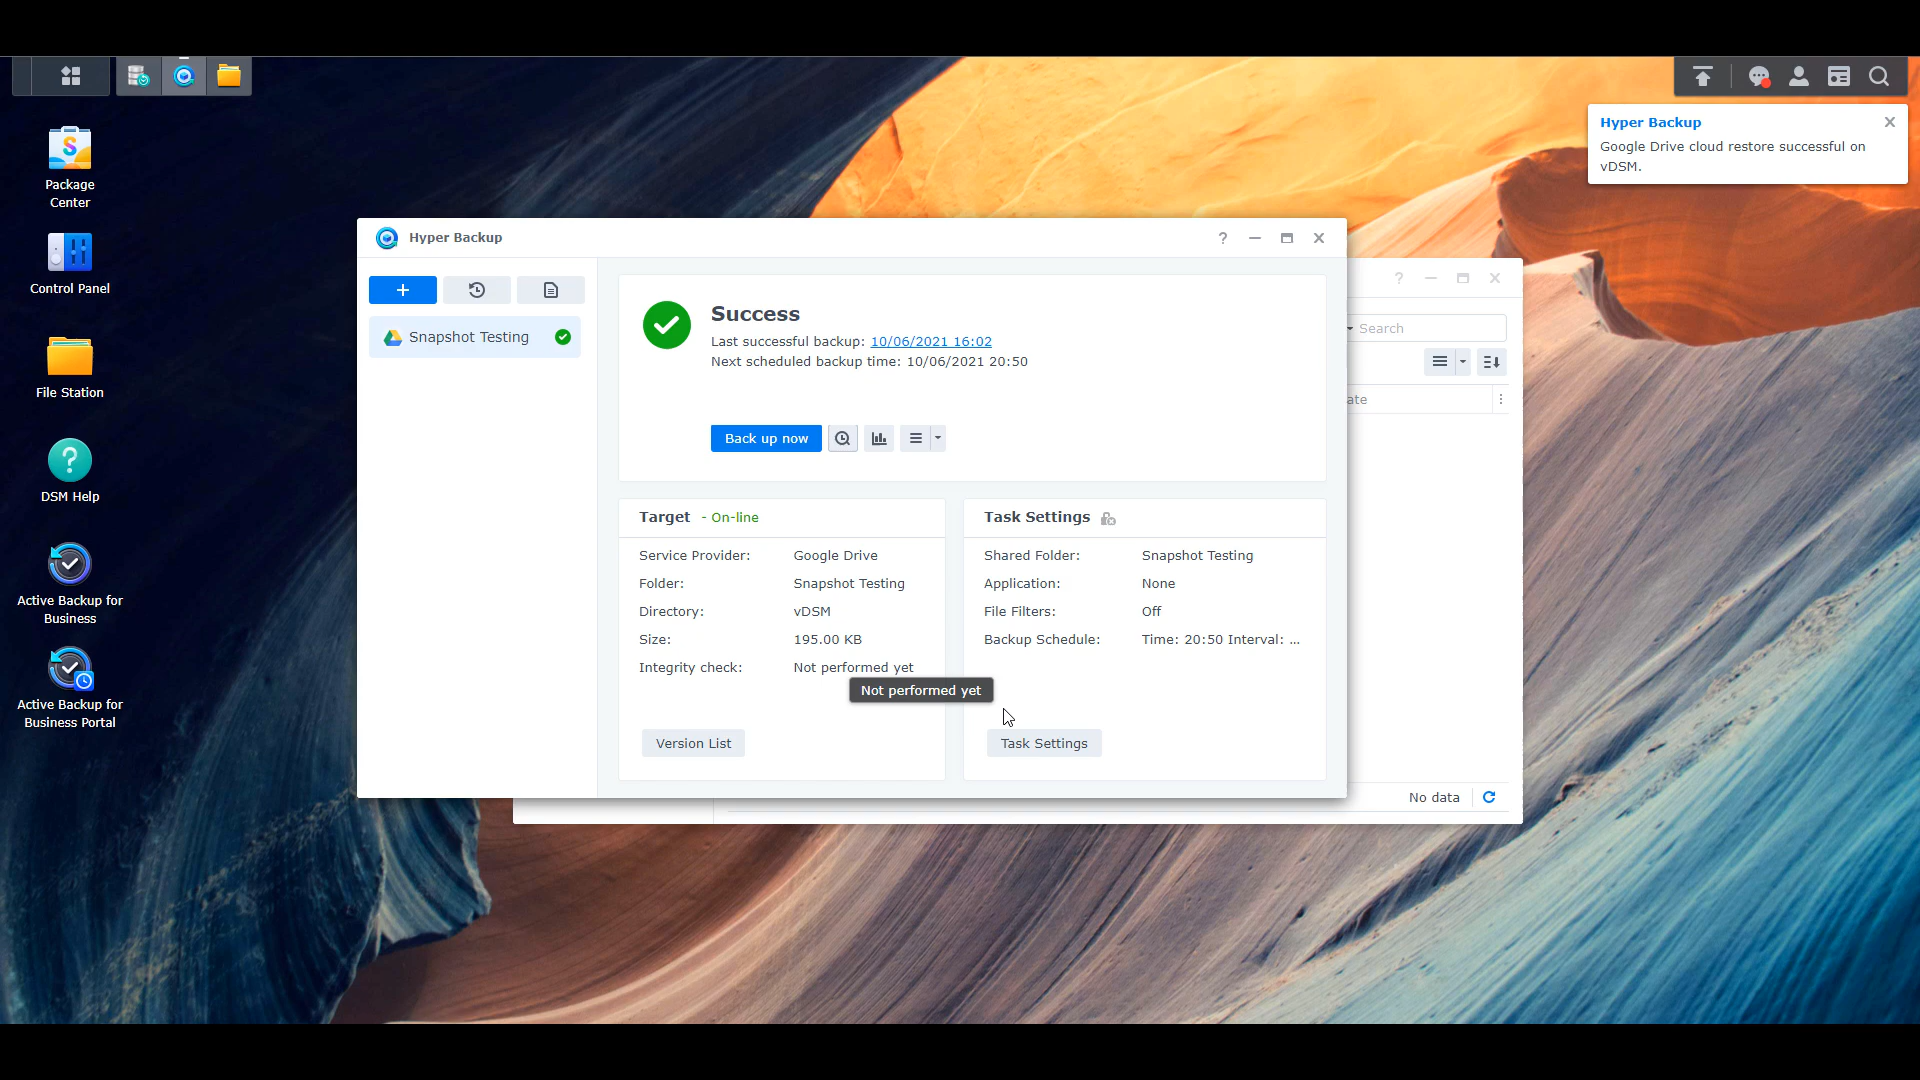 Hyper Backup
Google Drive cloud restore successful on
vDSM.
Package
Center
Control Panel
File Station
DSM Help
Active Backup for
Business
Active Backup for
Business Portal
Hyper Backup
Snapshot Testing
Success
Last successful backup: 10/06/2021 16:02
Next scheduled backup time: 10/06/2021 20:50
Back up now
Target - On-line
Service Provider: Google Drive
Folder: Snapshot Testing
Directory: vDSM
Size: 195.00 KB
Integrity check: Not performed yet
Not performed yet
Version List
Task Settings
Shared Folder: Snapshot Testing
Application: None
File Filters: Off
Backup Schedule: Time: 20:50 Interval: ...
Task Settings
Search
ate
No data